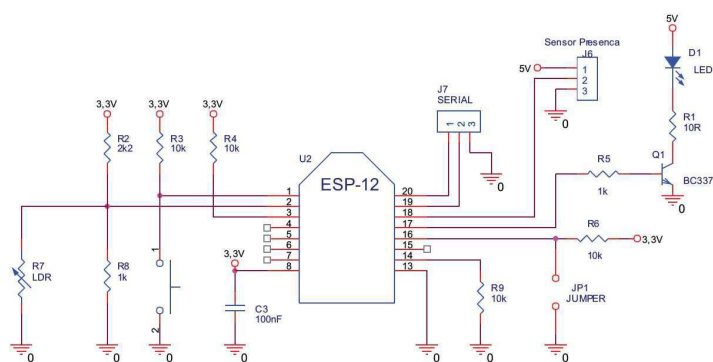 5V
D1
LED
Sensor Presenca
J6
5V
1
2
3
0
J7
SERIAL
1 2 3
0
3,3V
3,3V
3,3V
R2
2k2
R3
10k
R4
10k
R1
10R
U2
ESP-12
Q1
BC337
0
R5
1k
1
2
3
4
5
6
7
8
20
19
18
17
16
15
14
13
R6
10k
3,3V
R7
LDR
R8
1k
1
2
3,3V
C3
100nF
R9
10k
JP1
JUMPER
0
0
0
0
0
0
0